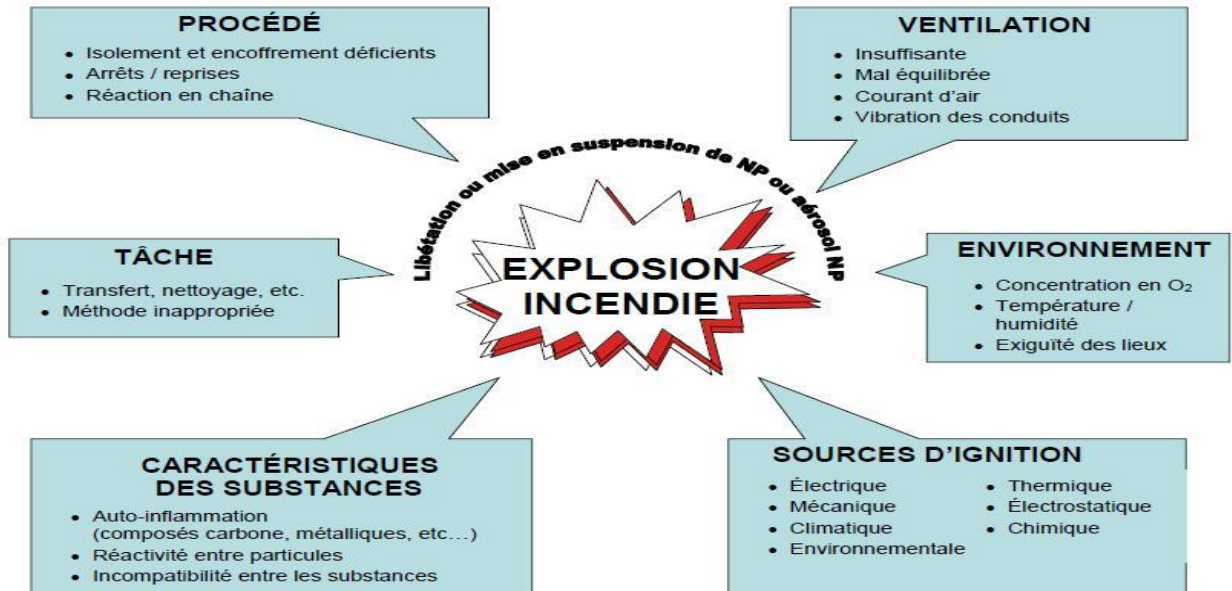 PROCÉDÉ
• Isolement et encoffrement déficients
• Arrêts / reprises
• Réaction en chaîne
VENTILATION
• Insuffisante
• Mal équilibrée
• Courant d'air
• Vibration des conduits
Libétation ou mise en suspension de NP ou aérosol NP
TÂCHE
• Transfert, nettoyage, etc.
• Méthode inappropriée
EXPLOSION
INCENDIE
ENVIRONNEMENT
• Concentration en O₂
• Température /
humidité
• Exiguïté des lieux
CARACTÉRISTIQUES
DES SUBSTANCES
• Auto-inflammation
(composés carbone, métalliques, etc…)
• Réactivité entre particules
• Incompatibilité entre les substances
SOURCES D'IGNITION
• Électrique
• Mécanique
• Climatique
• Environnementale
• Thermique
• Électrostatique
• Chimique